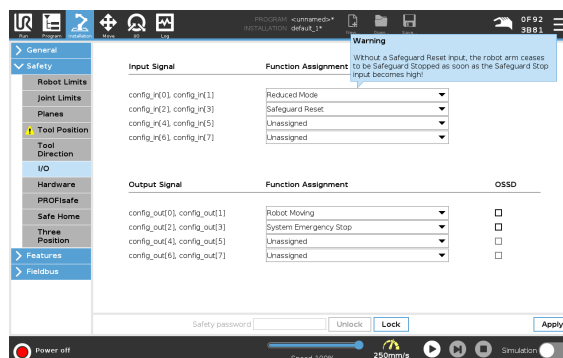 PROGRAM <unnamed>*
INSTALLATION default_1*
0F92
3B81
Run
Program
Installation
Move
I/O
Log
Warning
Without a Safeguard Reset input, the robot arm ceases
to be Safeguard Stopped as soon as the Safeguard Stop
input becomes high!
General
Safety
Robot Limits
Joint Limits
Planes
Tool Position
Tool
Direction
I/O
Hardware
PROFIsafe
Safe Home
Three
Position
Features
Fieldbus
Input Signal
Function Assignment
config_in[0], config_in[1]
Reduced Mode
config_in[2], config_in[3]
Safeguard Reset
config_in[4], config_in[5]
Unassigned
config_in[6], config_in[7]
Unassigned
Output Signal
Function Assignment
OSSD
config_out[0], config_out[1]
Robot Moving
config_out[2], config_out[3]
System Emergency Stop
config_out[4], config_out[5]
Unassigned
config_out[6], config_out[7]
Unassigned
Safety password
Unlock
Lock
Apply
Power off
Speed 100%
250mm/s
Simulation